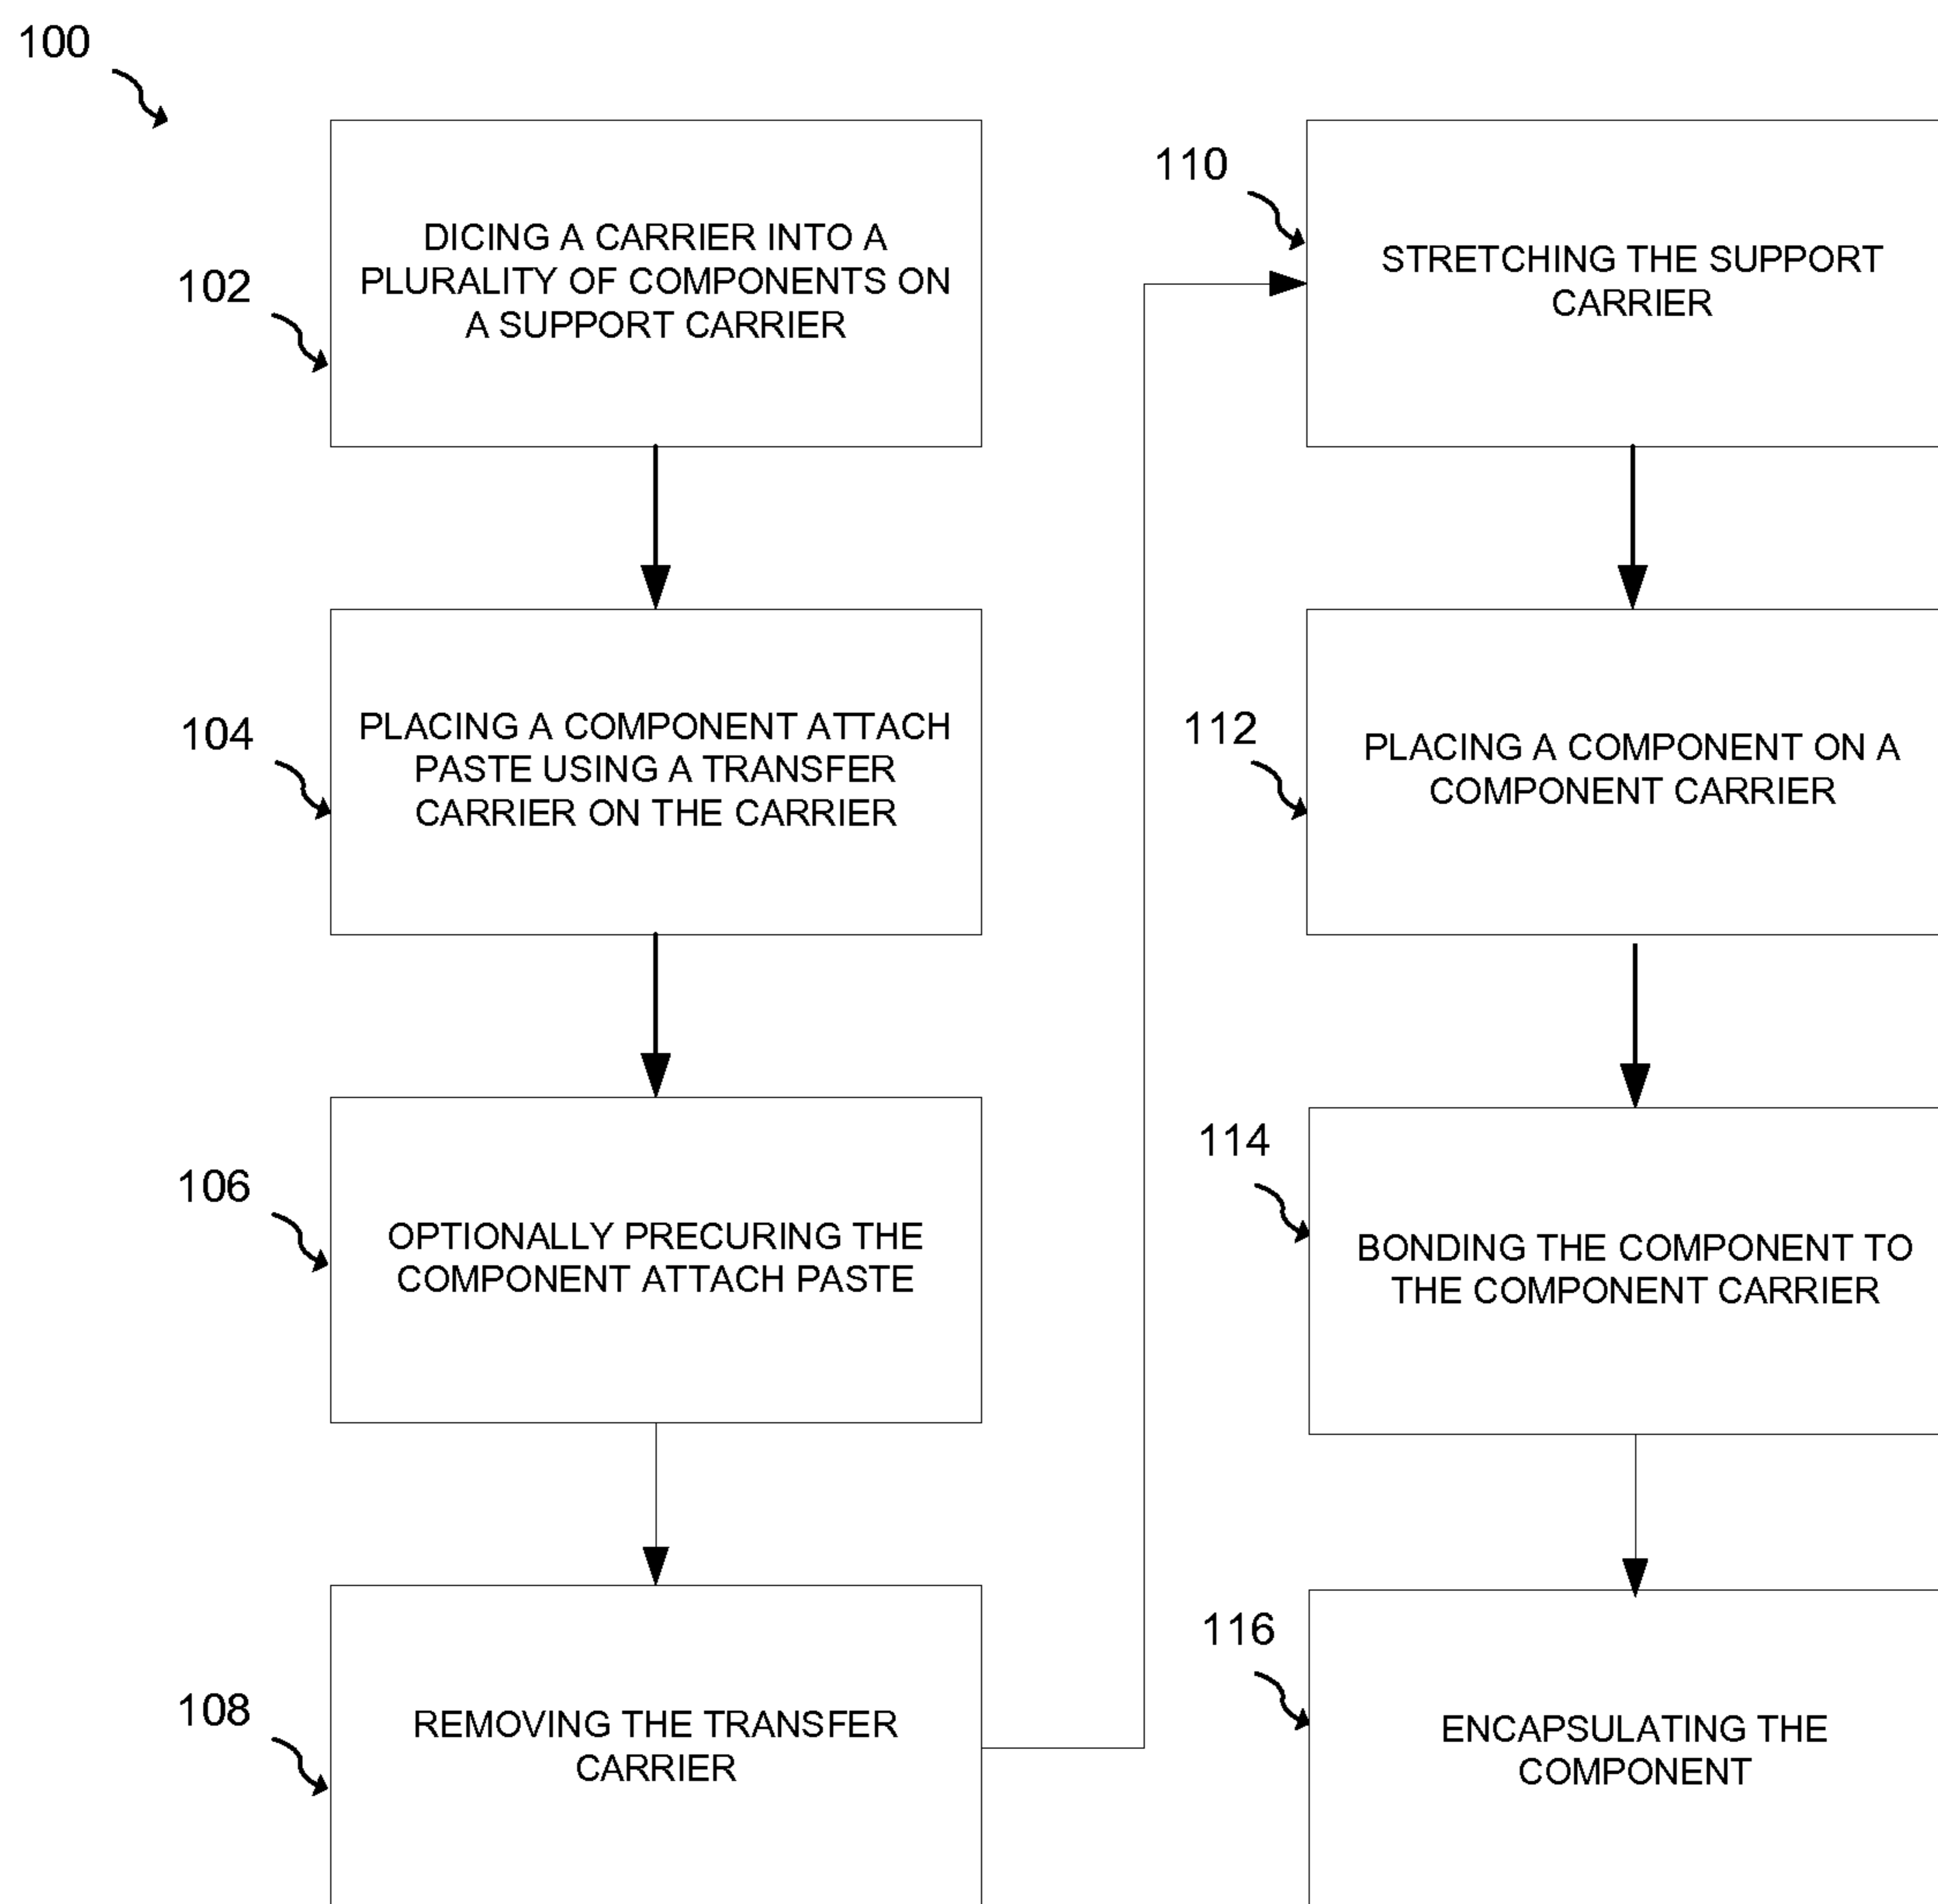 100
102
DICING A CARRIER INTO A
PLURALITY OF COMPONENTS ON
A SUPPORT CARRIER
104
PLACING A COMPONENT ATTACH
PASTE USING A TRANSFER
CARRIER ON THE CARRIER
106
OPTIONALLY PRECURING THE
COMPONENT ATTACH PASTE
108
REMOVING THE TRANSFER
CARRIER
110
STRETCHING THE SUPPORT
CARRIER
112
PLACING A COMPONENT ON A
COMPONENT CARRIER
114
BONDING THE COMPONENT TO
THE COMPONENT CARRIER
116
ENCAPSULATING THE
COMPONENT